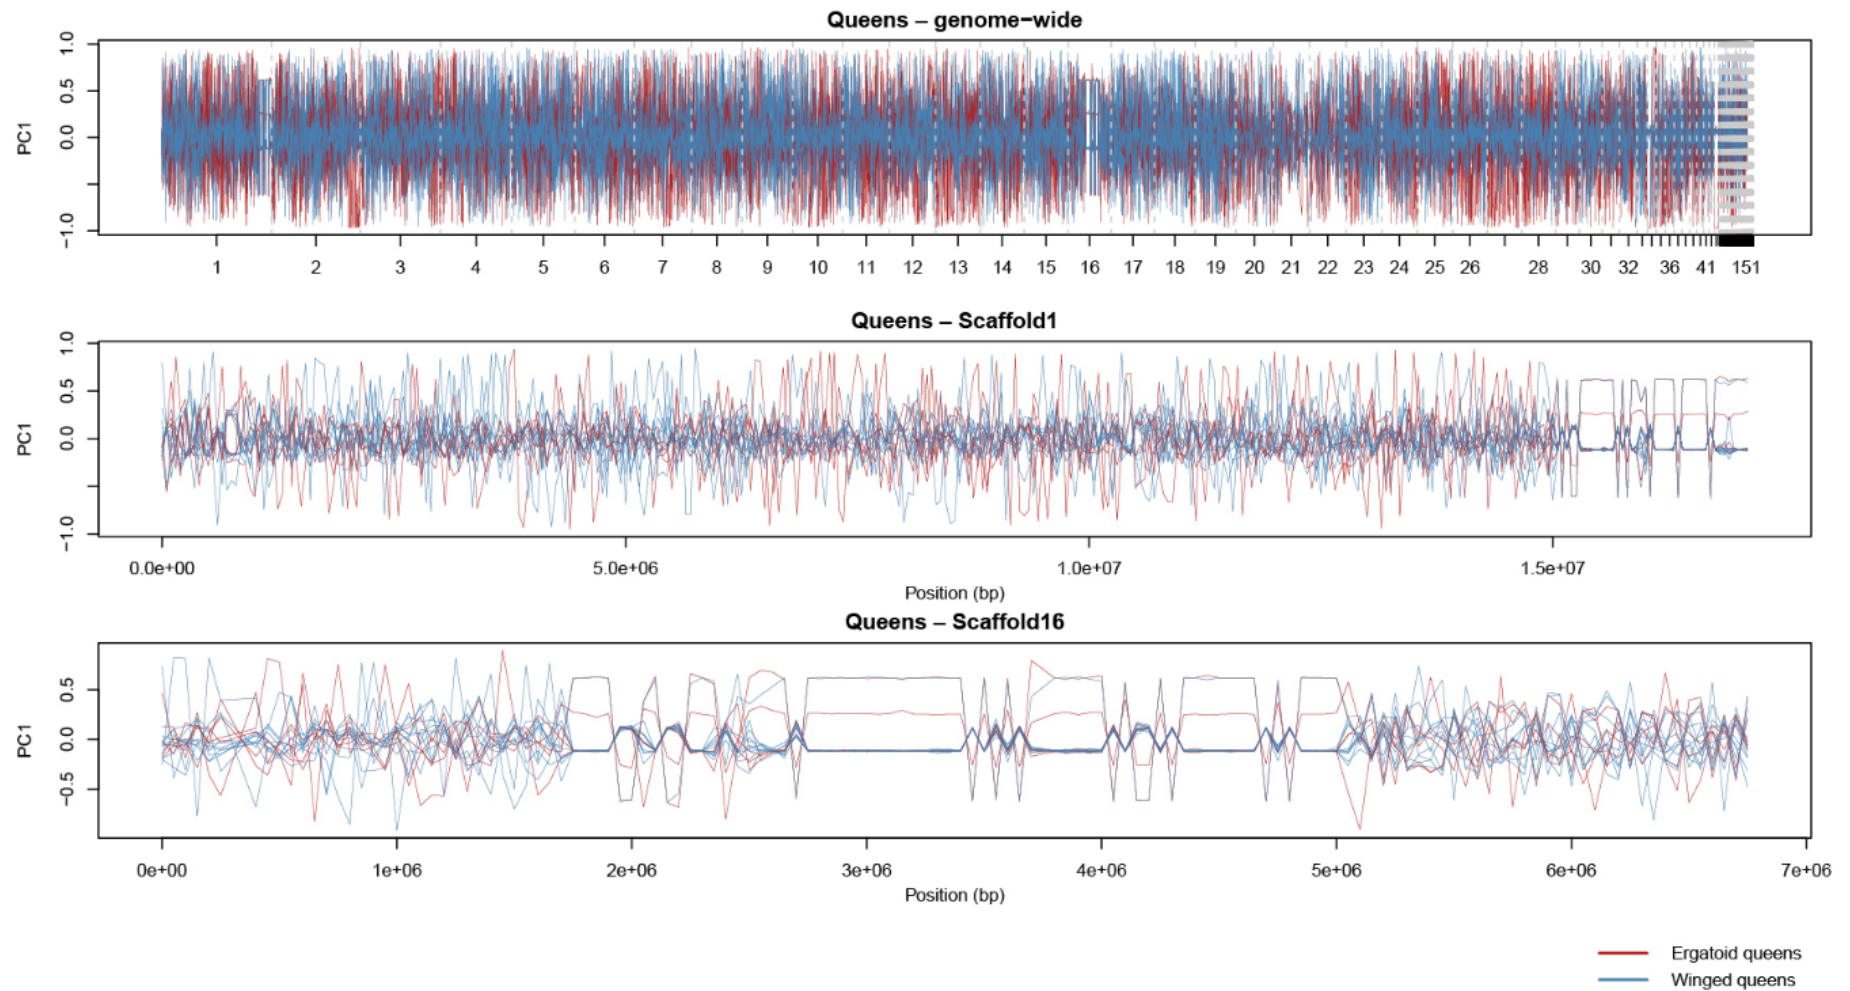 Queens – genome−wide
PC1
1.0
0.5
0.0
−1.0
1 2 3 4 5 6 7 8 9 10 11 12 13 14 15 16 17 18 19 20 21 22 23 24 25 26 28 30 32 36 41 151
Queens – Scaffold1
PC1
1.0
0.5
0.0
−1.0
0.0e+00 5.0e+06 1.0e+07 1.5e+07
Position (bp)
Queens – Scaffold16
PC1
0.5
0.0
−0.5
0e+00 1e+06 2e+06 3e+06 4e+06 5e+06 6e+06 7e+06
Position (bp)
Ergatoid queens
Winged queens